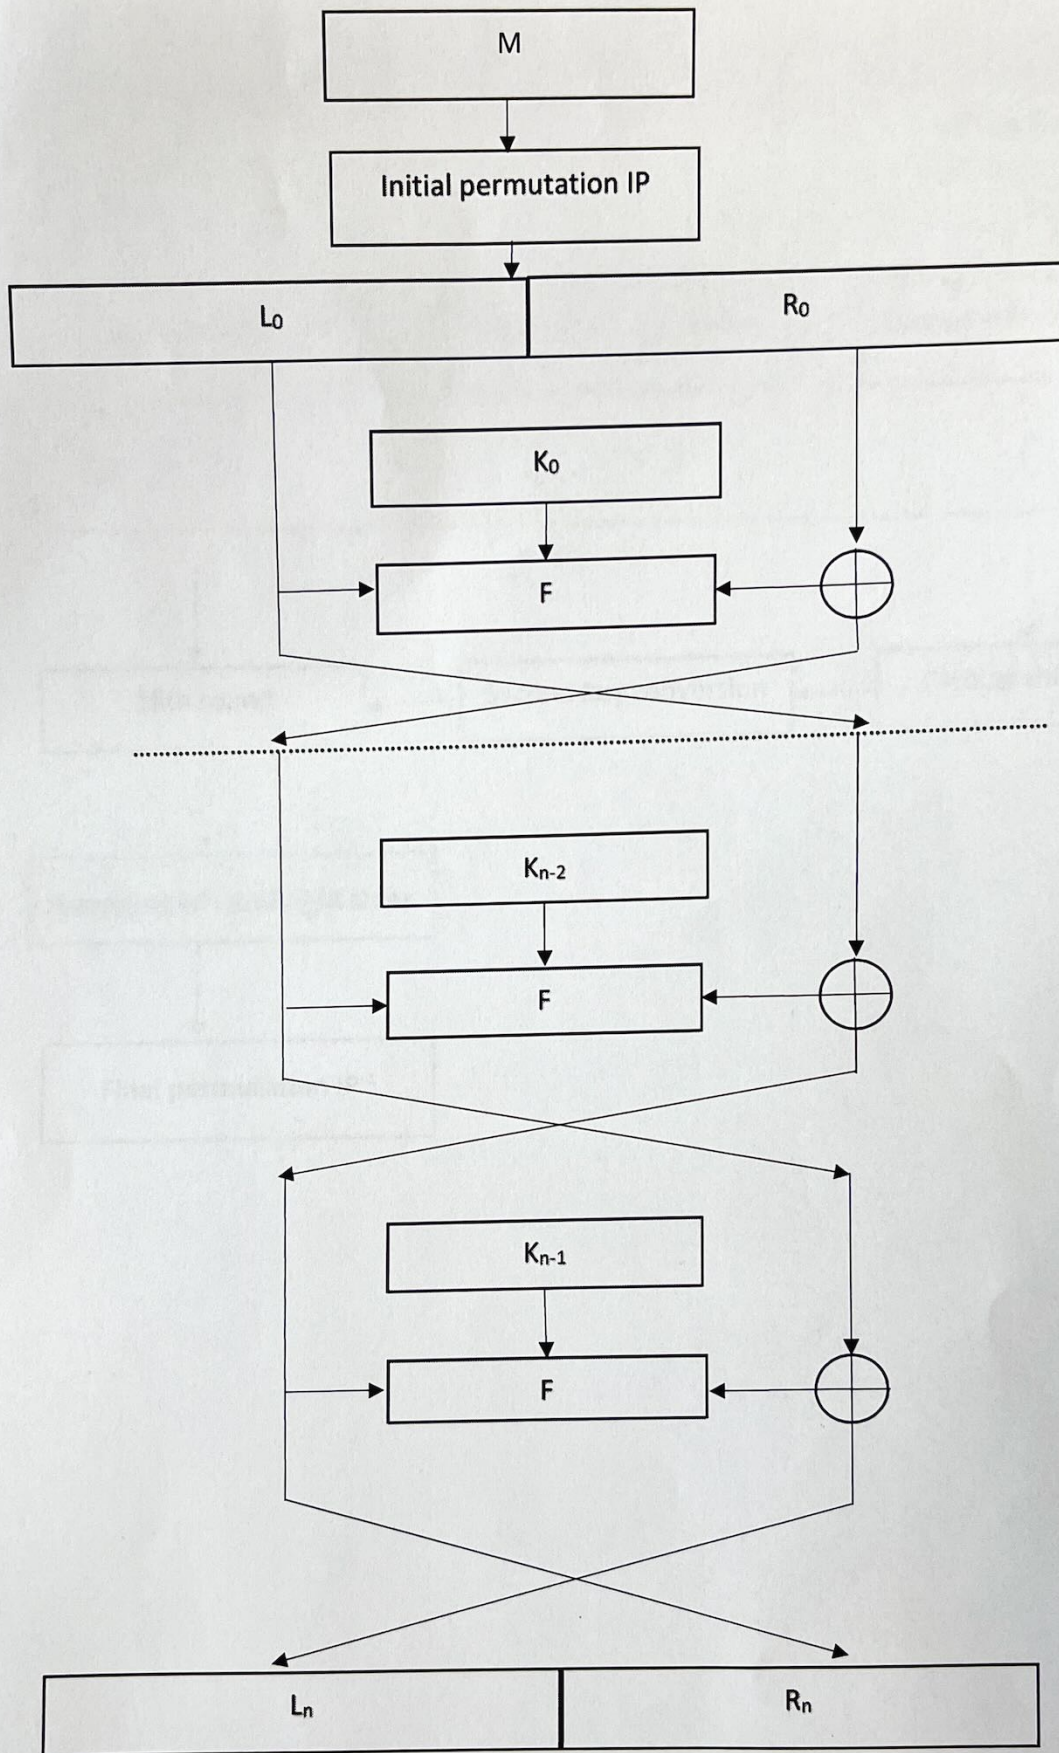 M
Initial permutation IP
L₀
R₀
K₀
F
Kₙ₋₂
F
Kₙ₋₁
F
Lₙ
Rₙ